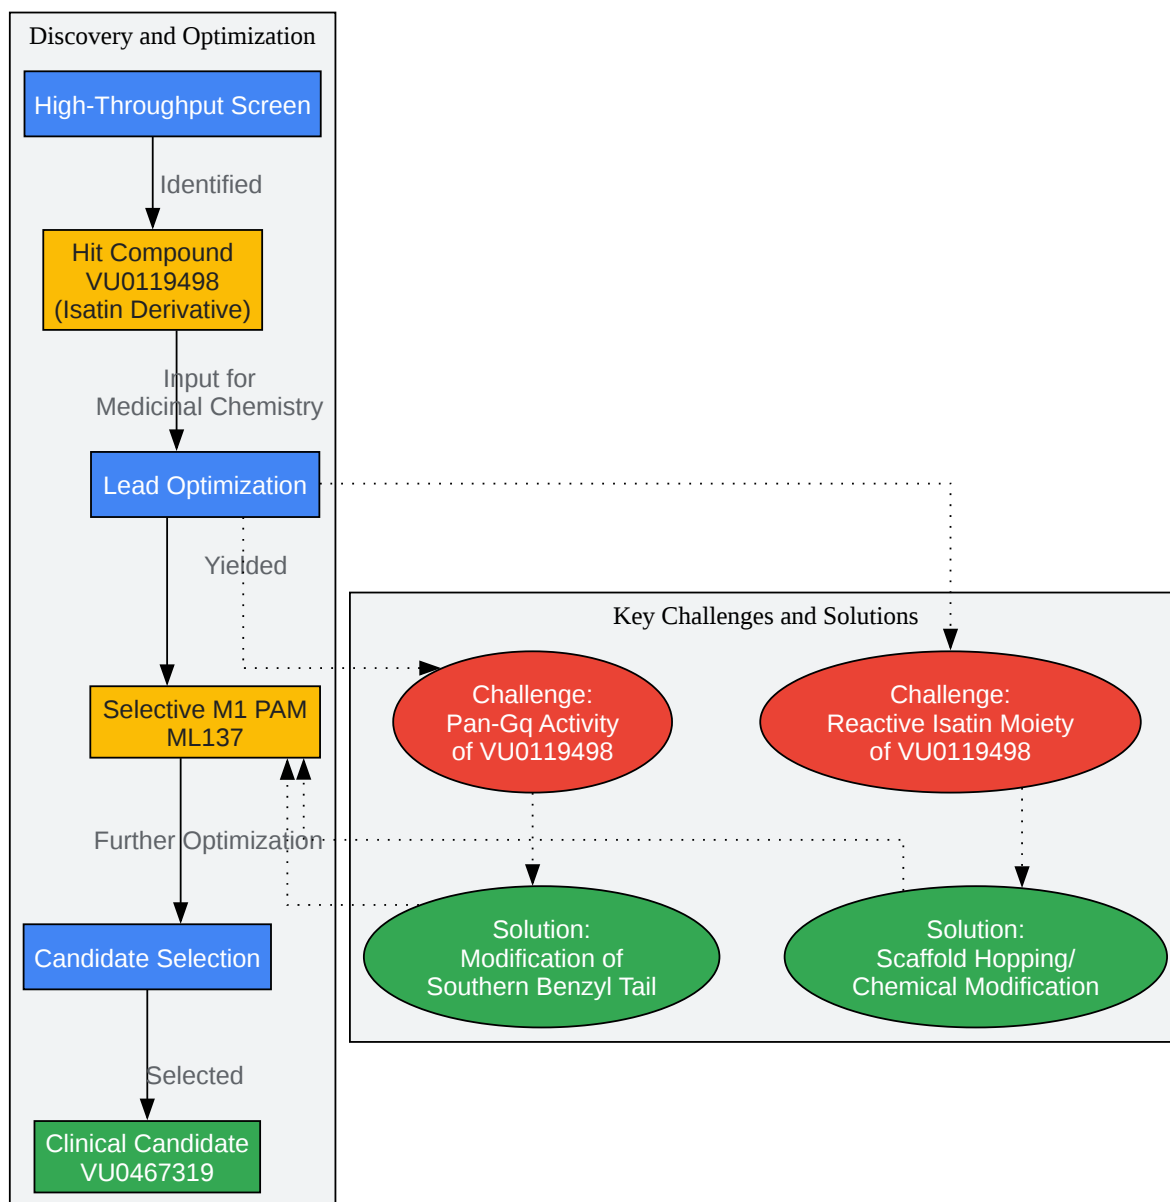 Discovery and Optimization
High-Throughput Screen
Identified
Hit Compound
VU0119498
(Isatin Derivative)
Input for
Medicinal Chemistry
Lead Optimization
Yielded
Selective M1 PAM
ML137
Further Optimization
Candidate Selection
Selected
Clinical Candidate
VU0467319
Key Challenges and Solutions
Challenge:
Pan-Gq Activity
of VU0119498
Challenge:
Reactive Isatin Moiety
of VU0119498
Solution:
Modification of
Southern Benzyl Tail
Solution:
Scaffold Hopping/
Chemical Modification